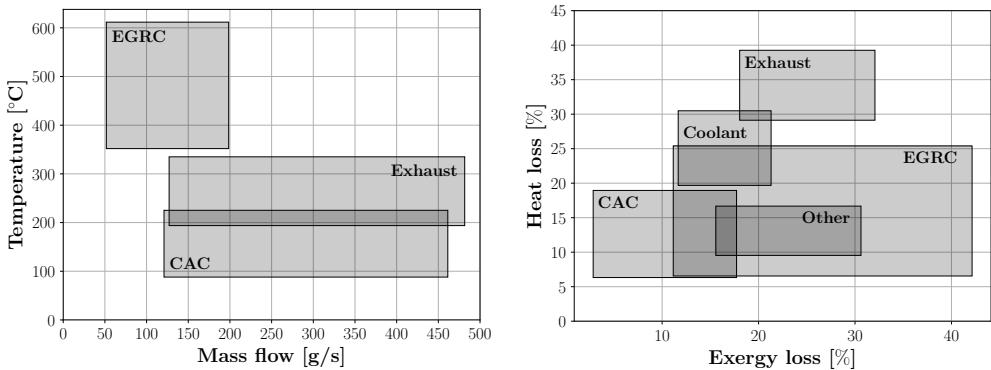 600
500
400
300
200
100
0
Temperature [°C]
EGRC
Exhaust
CAC
0 50 100 150 200 250 300 350 400 450 500
Mass flow [g/s]
45
40
35
30
25
20
15
10
5
0
Heat loss [%]
Exhaust
Coolant
EGRC
CAC
Other
10 20 30 40
Exergy loss [%]